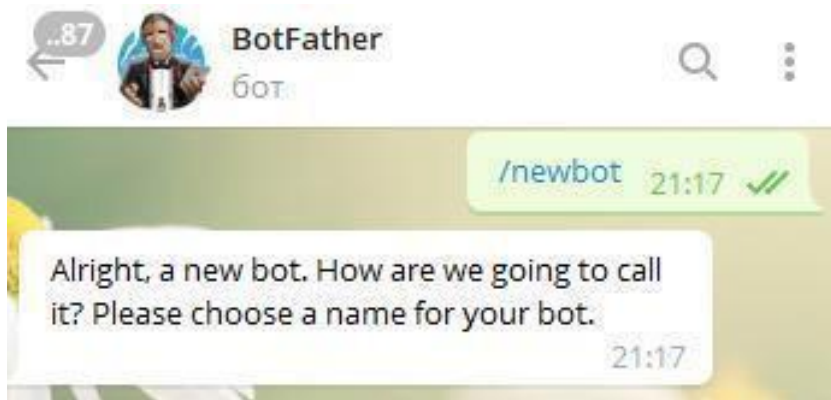 ..87
BotFather
бот
/newbot 21:17
Alright, a new bot. How are we going to call
it? Please choose a name for your bot.
21:17